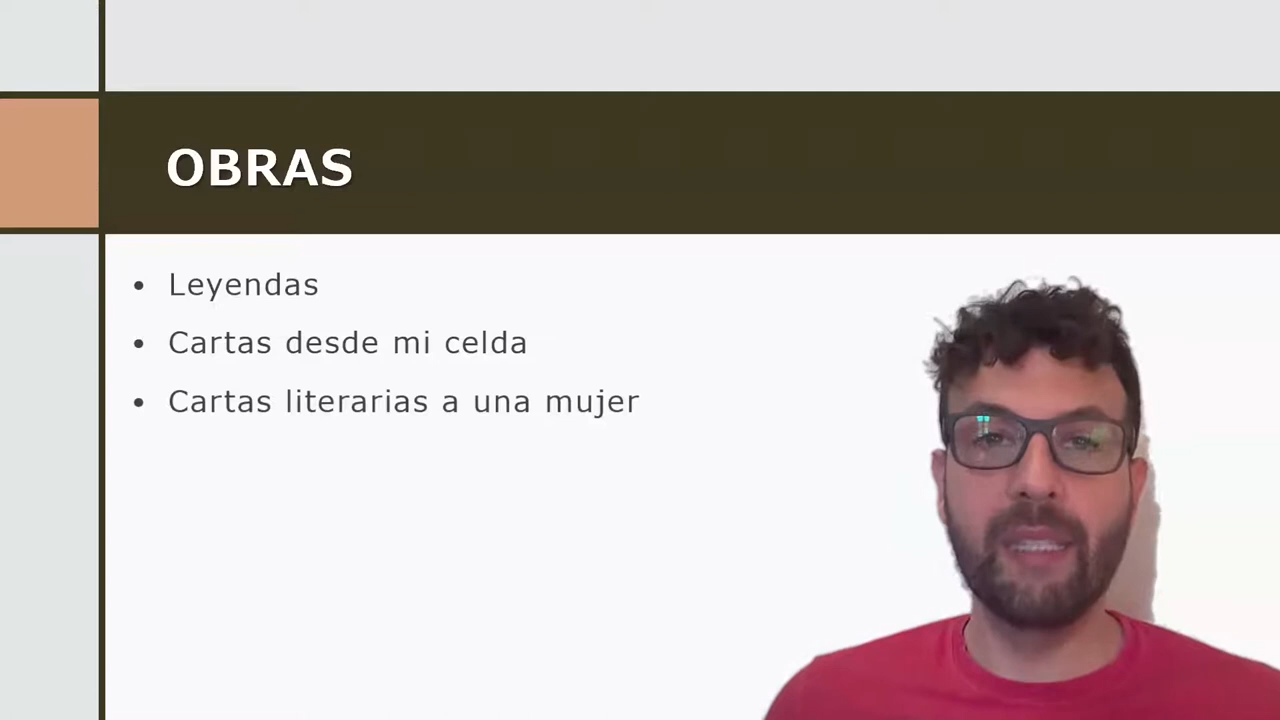 OBRAS
• Leyendas
• Cartas desde mi celda
• Cartas literarias a una mujer